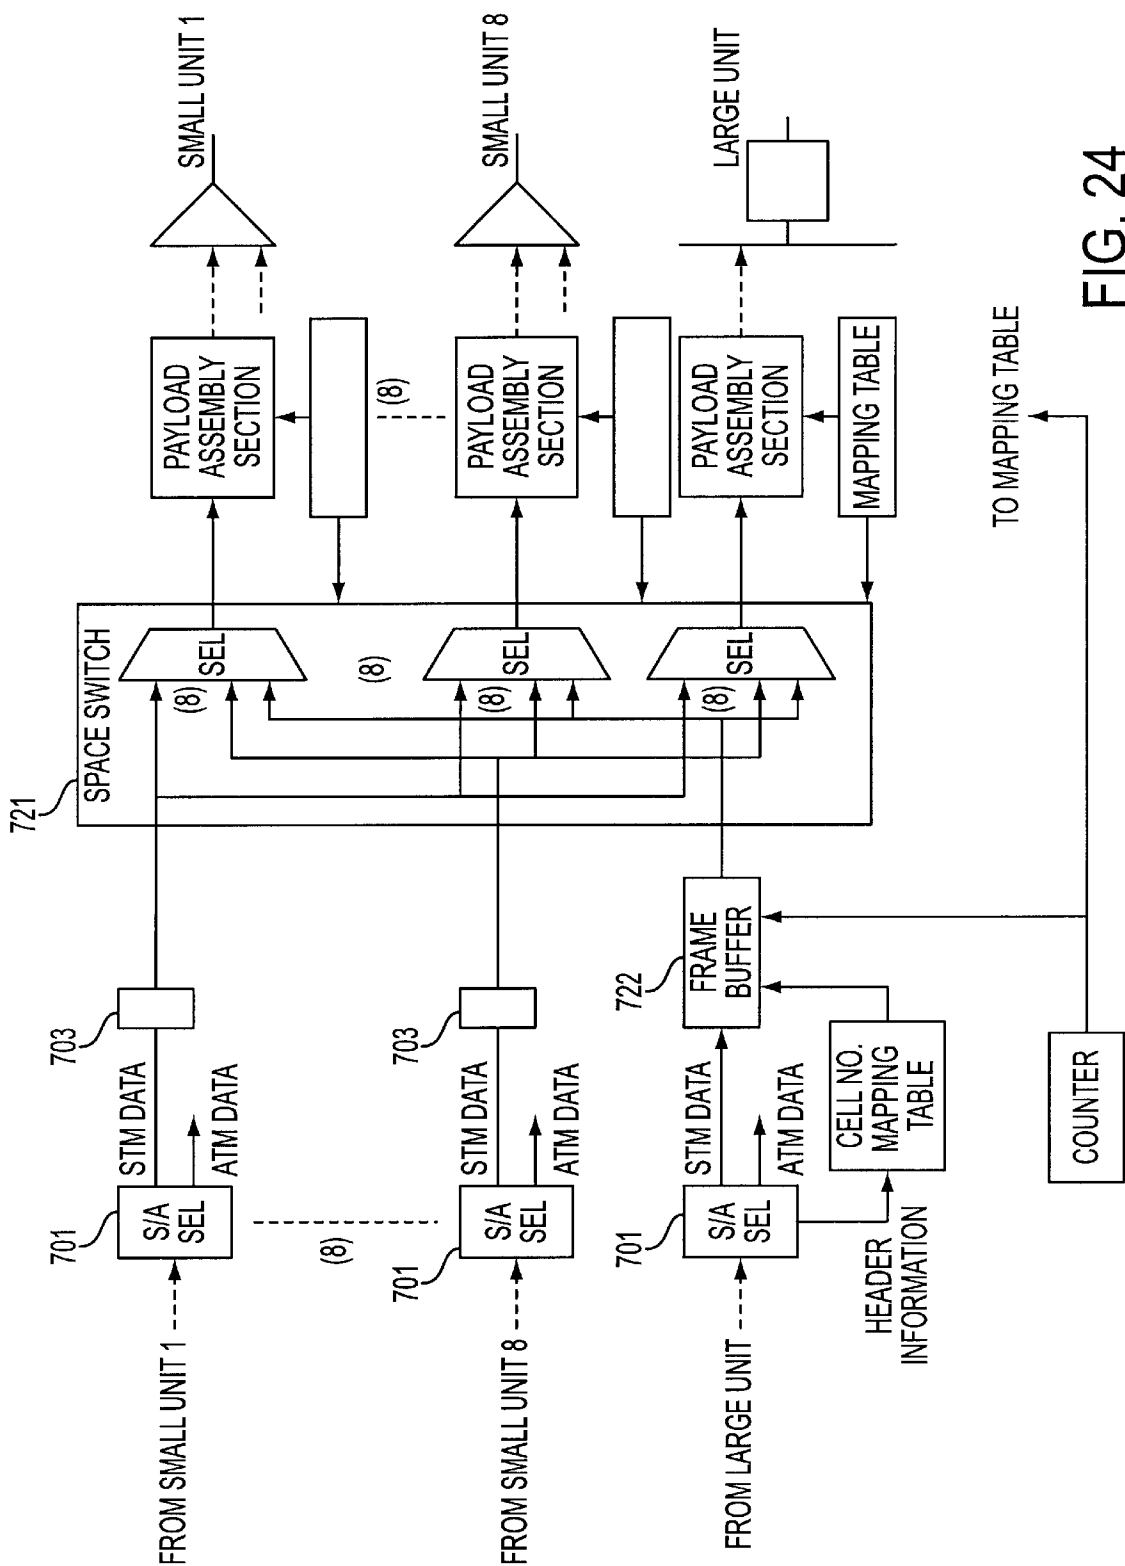 FROM SMALL UNIT 1
701
S/A
SEL
STM DATA
ATM DATA
703
721
SPACE SWITCH
(8)
SEL
PAYLOAD
ASSEMBLY
SECTION
SMALL UNIT 1
(8)
(8)
(8)
FROM SMALL UNIT 8
701
S/A
SEL
STM DATA
ATM DATA
703
(8)
SEL
PAYLOAD
ASSEMBLY
SECTION
SMALL UNIT 8
FROM LARGE UNIT
701
S/A
SEL
STM DATA
ATM DATA
722
FRAME
BUFFER
(8)
SEL
PAYLOAD
ASSEMBLY
SECTION
LARGE UNIT
HEADER
INFORMATION
CELL NO.
MAPPING
TABLE
MAPPING TABLE
COUNTER
TO MAPPING TABLE
FIG. 24